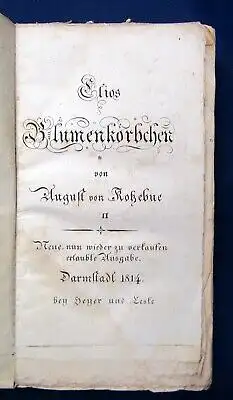 Clios
Blumenkörbchen
von
August von Kotzebue
II
Neue nun wieder zu verkaufen
erlaubte Ausgabe.
Darmstadt 1814.
bey Heyer und Leske